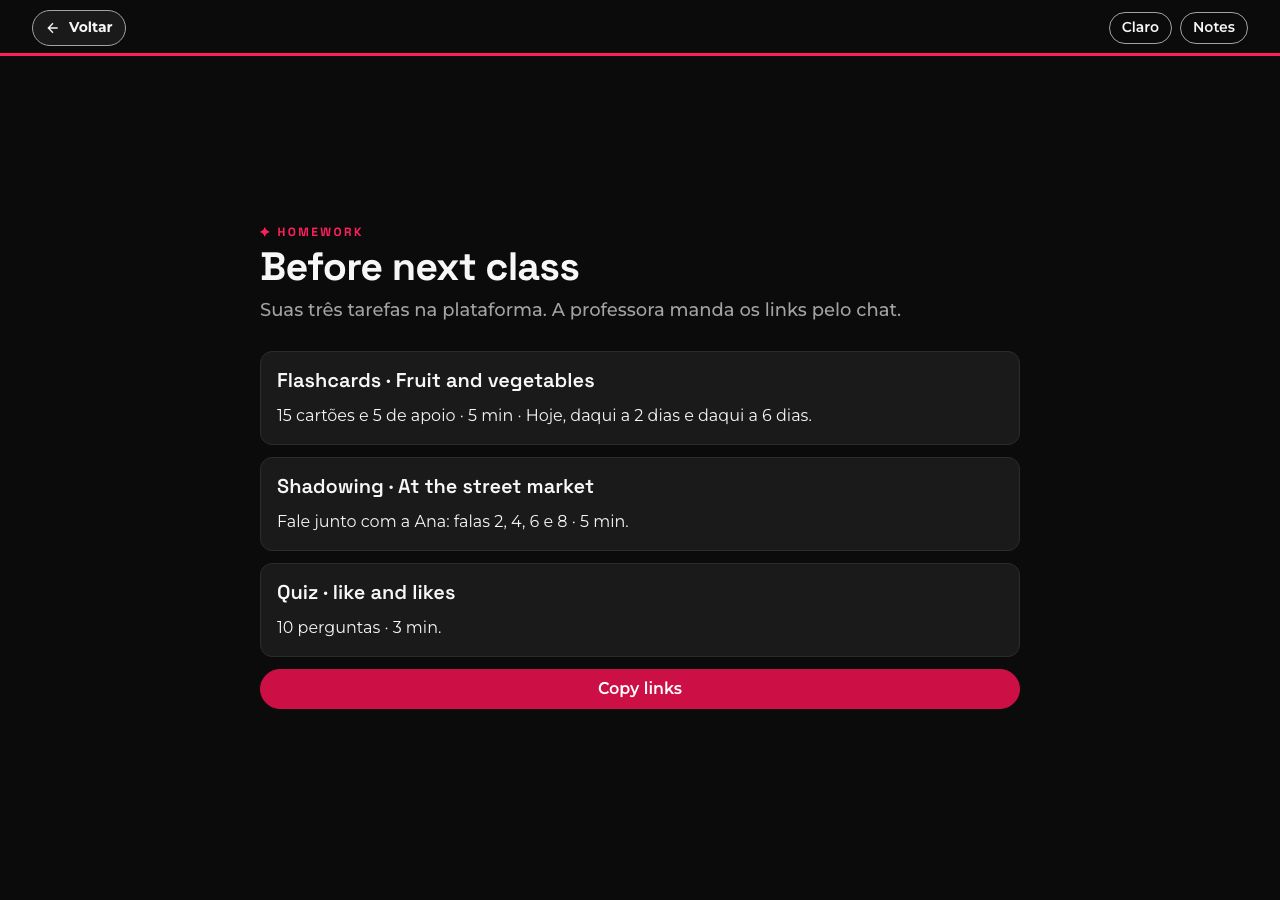 ← Voltar
Claro
Notes
✦ HOMEWORK
Before next class
Suas três tarefas na plataforma. A professora manda os links pelo chat.
Flashcards · Fruit and vegetables
15 cartões e 5 de apoio · 5 min · Hoje, daqui a 2 dias e daqui a 6 dias.
Shadowing · At the street market
Fale junto com a Ana: falas 2, 4, 6 e 8 · 5 min.
Quiz · like and likes
10 perguntas · 3 min.
Copy links